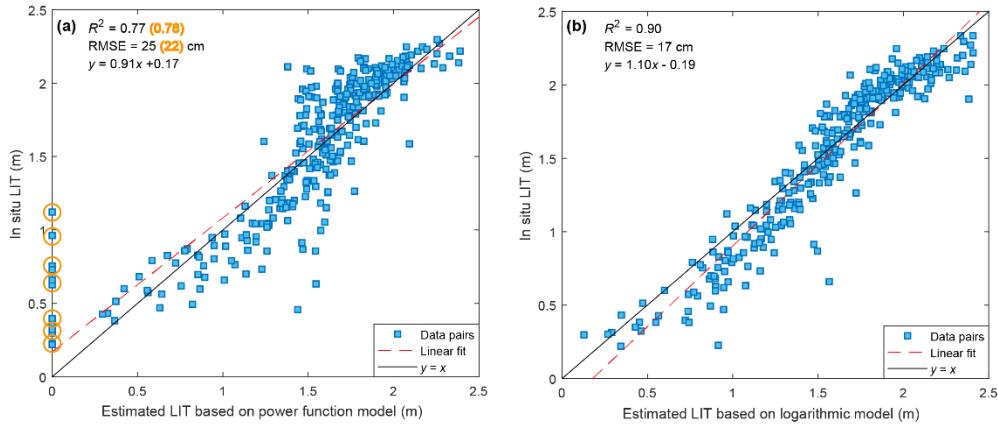 (a)
R² = 0.77 (0.78)
RMSE = 25 (22) cm
y = 0.91x +0.17
2.5
2
1.5
1
0.5
0
In situ LIT (m)
0 0.5 1 1.5 2 2.5
Estimated LIT based on power function model (m)
Data pairs
Linear fit
y = x
(b)
R² = 0.90
RMSE = 17 cm
y = 1.10x - 0.19
2.5
2
1.5
1
0.5
0
In situ LIT (m)
0 0.5 1 1.5 2 2.5
Estimated LIT based on logarithmic model (m)
Data pairs
Linear fit
y = x